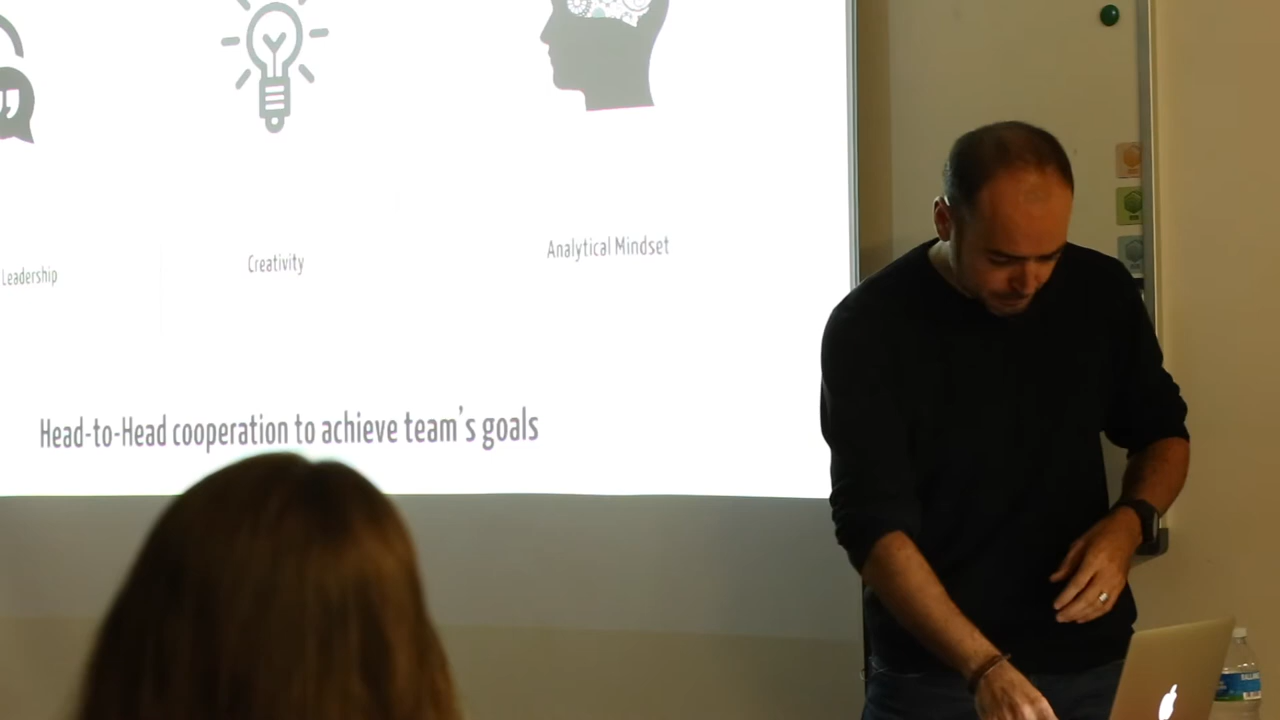 Leadership
Creativity
Analytical Mindset
Head-to-Head cooperation to achieve team's goals